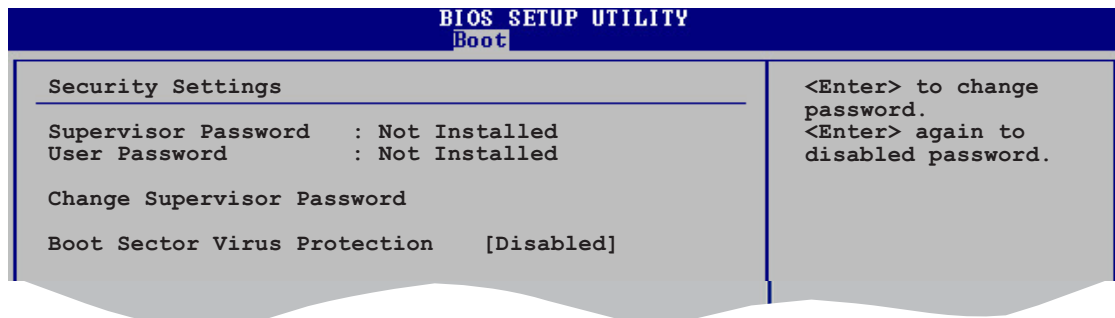 BIOS SETUP UTILITY
Boot
Security Settings
Supervisor Password : Not Installed
User Password : Not Installed
Change Supervisor Password
Boot Sector Virus Protection [Disabled]
<Enter> to change
password.
<Enter> again to
disabled password.